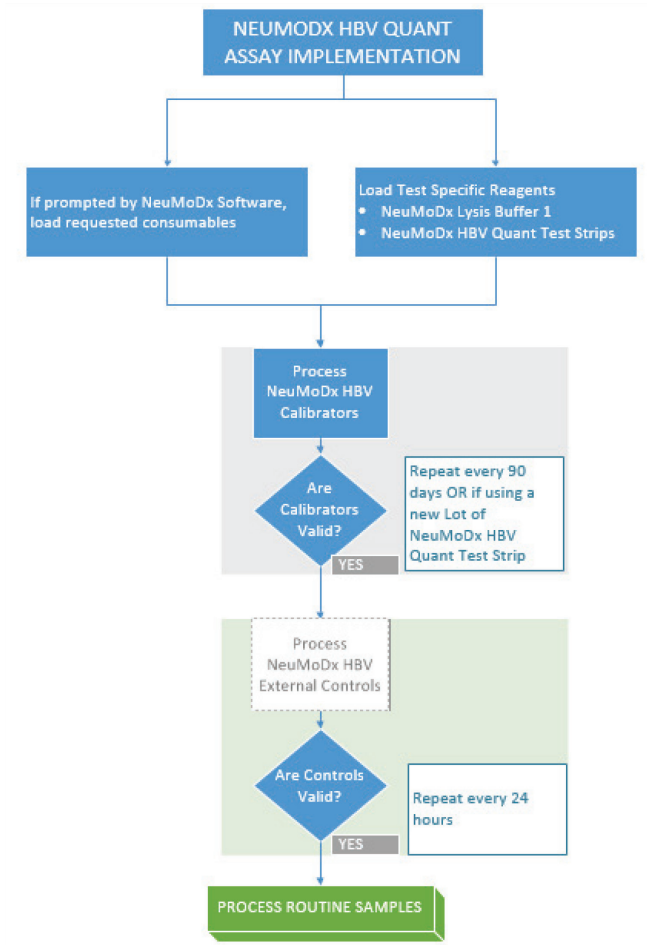 NEUMODX HBV QUANT
ASSAY IMPLEMENTATION
If prompted by NeuMoDx Software,
load requested consumables
Load Test Specific Reagents
• NeuMoDx Lysis Buffer 1
• NeuMoDx HBV Quant Test Strips
Process
NeuMoDx HBV
Calibrators
Are
Calibrators
Valid?
YES
Repeat every 90
days OR if using a
new Lot of
NeuMoDx HBV
Quant Test Strip
Process
NeuMoDx HBV
External Controls
Are Controls
Valid?
YES
Repeat every 24
hours
PROCESS ROUTINE SAMPLES